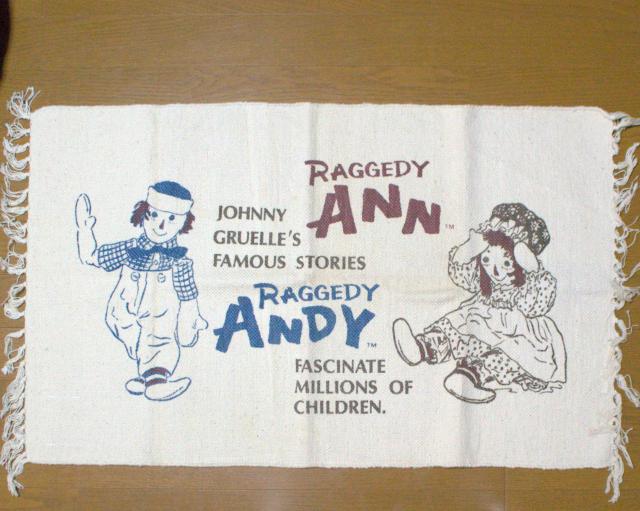 RAGGEDY
ANN™
JOHNNY
GRUELLE'S
FAMOUS STORIES
RAGGEDY
ANDY™
FASCINATE
MILLIONS OF
CHILDREN.